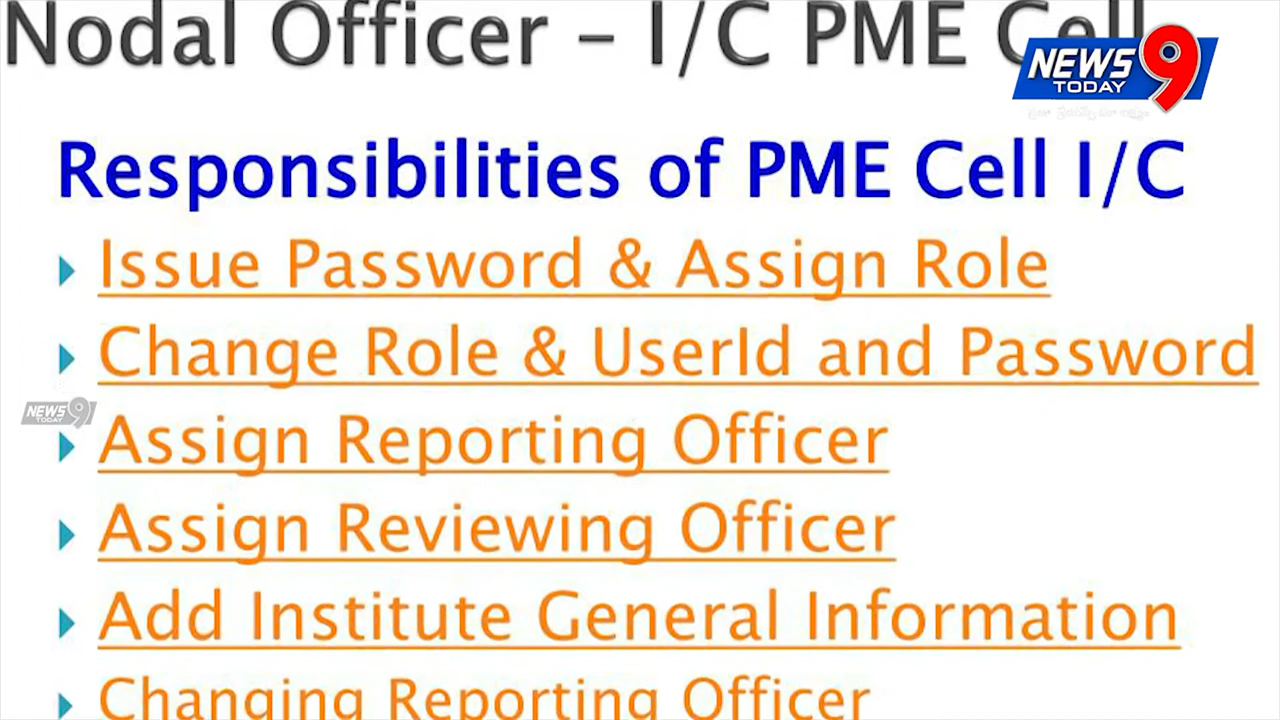 Nodal Officer – I/C PME Cell
NEWS 9
TODAY
Responsibilities of PME Cell I/C
Issue Password & Assign Role
Change Role & UserId and Password
NEWS 9
TODAY
Assign Reporting Officer
Assign Reviewing Officer
Add Institute General Information
Changing Reporting Officer